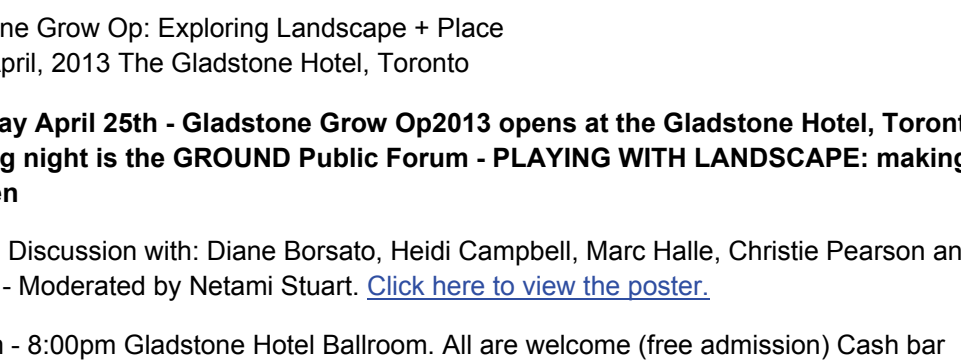 ne Grow Op: Exploring Landscape + Place
pril, 2013 The Gladstone Hotel, Toronto
ay April 25th - Gladstone Grow Op2013 opens at the Gladstone Hotel, Toront
g night is the GROUND Public Forum - PLAYING WITH LANDSCAPE: making
en
Discussion with: Diane Borsato, Heidi Campbell, Marc Halle, Christie Pearson an
- Moderated by Netami Stuart. Click here to view the poster.
- 8:00pm Gladstone Hotel Ballroom. All are welcome (free admission) Cash bar